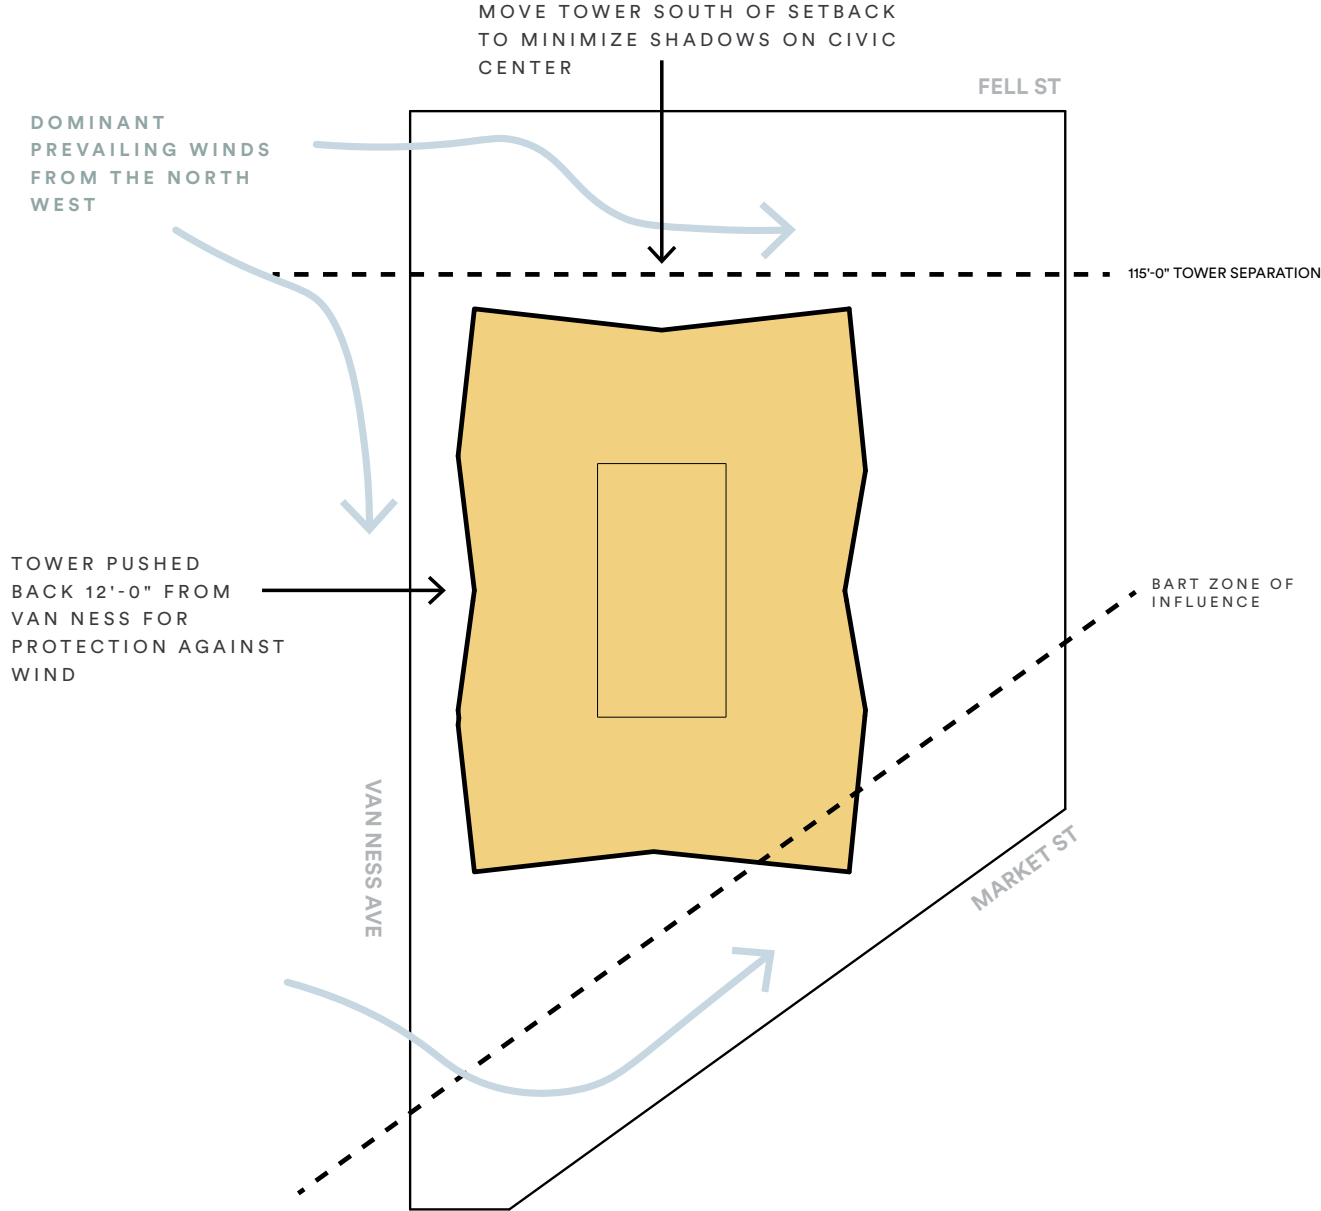 MOVE TOWER SOUTH OF SETBACK
TO MINIMIZE SHADOWS ON CIVIC
CENTER
FELL ST
DOMINANT
PREVAILING WINDS
FROM THE NORTH
WEST
115'-0" TOWER SEPARATION
TOWER PUSHED
BACK 12'-0" FROM
VAN NESS FOR
PROTECTION AGAINST
WIND
BART ZONE OF
INFLUENCE
VAN NESS AVE
MARKET ST